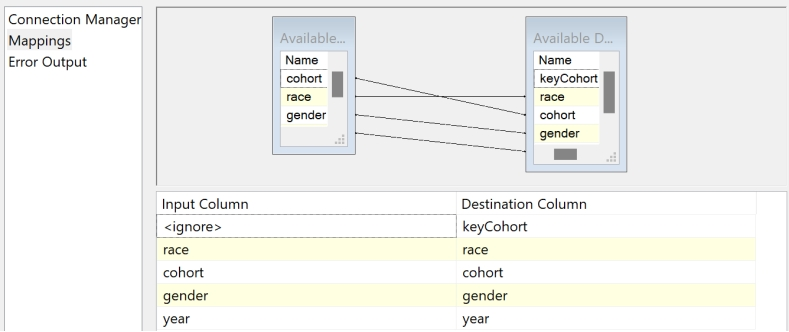 Connection Manager
Mappings
Error Output
Available...
Name
cohort
race
gender
Available D...
Name
keyCohort
race
cohort
gender
Input Column Destination Column
<ignore> keyCohort
race race
cohort cohort
gender gender
year year